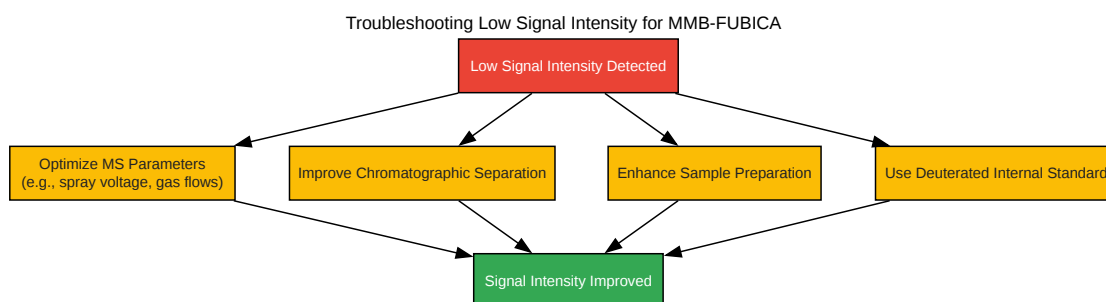 Troubleshooting Low Signal Intensity for MMB-FUBICA
Low Signal Intensity Detected
Optimize MS Parameters
(e.g., spray voltage, gas flows)
Improve Chromatographic Separation
Enhance Sample Preparation
Use Deuterated Internal Standard
Signal Intensity Improved